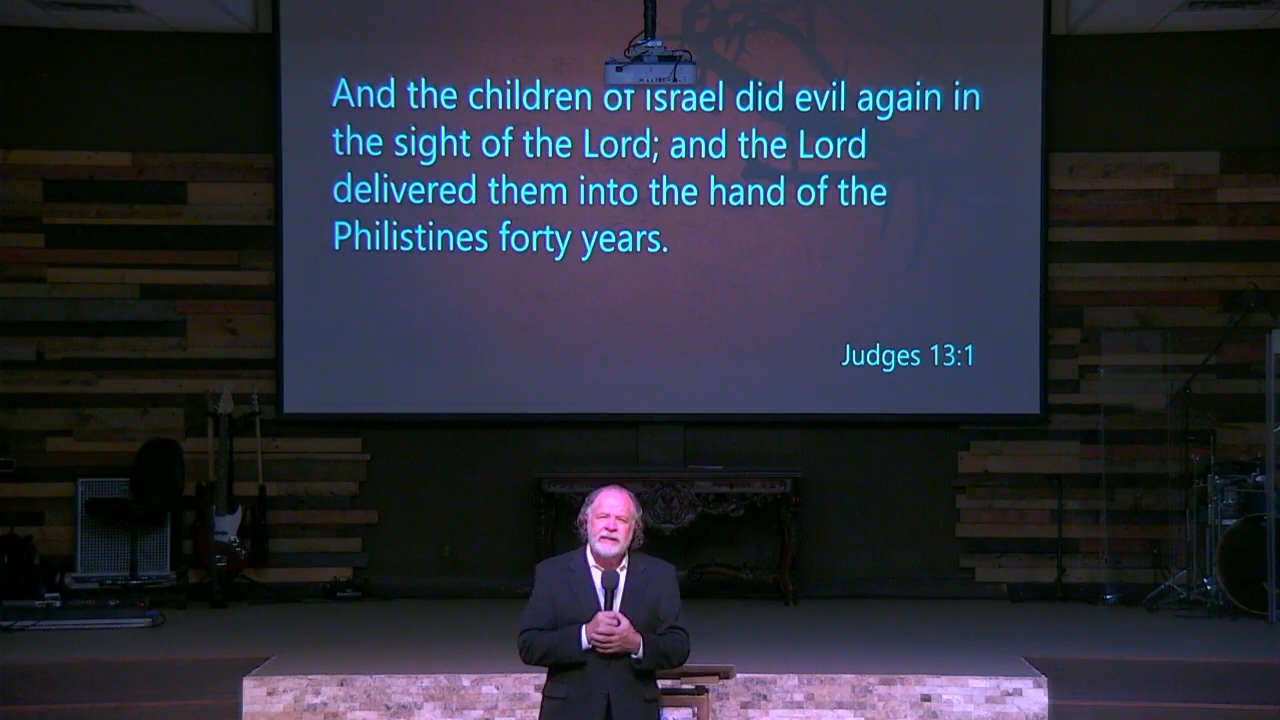 And the children of Israel did evil again in
the sight of the Lord; and the Lord
delivered them into the hand of the
Philistines forty years.
Judges 13:1